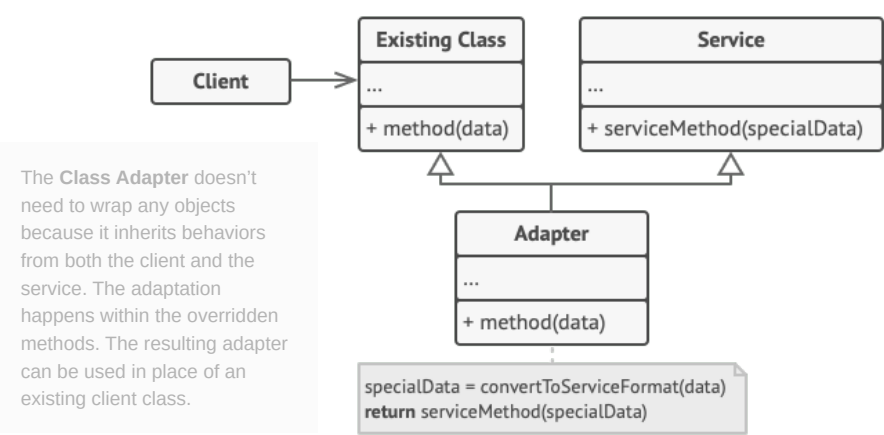 Client
Existing Class
...
+ method(data)
Service
...
+ serviceMethod(specialData)
The Class Adapter doesn’t
need to wrap any objects
because it inherits behaviors
from both the client and the
service. The adaptation
happens within the overridden
methods. The resulting adapter
can be used in place of an
existing client class.
Adapter
...
+ method(data)
specialData = convertToServiceFormat(data)
return serviceMethod(specialData)